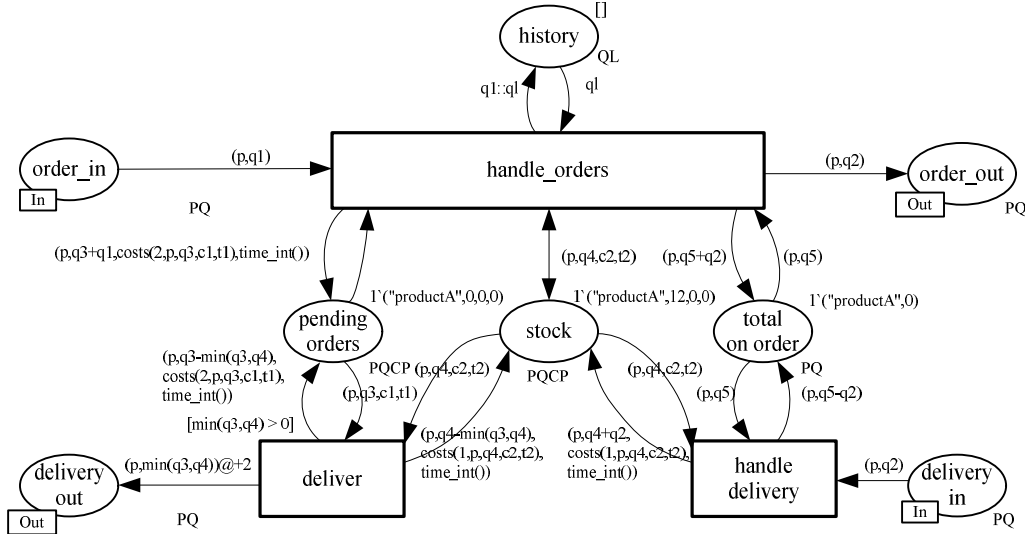 []
history
QL
q1::ql
ql
order_in
In
PQ
(p,q1)
handle_orders
(p,q2)
order_out
Out
PQ
(p,q3+q1,costs(2,p,q3,c1,t1),time_int())
(p,q4,c2,t2)
(p,q5+q2)
(p,q5)
1`("productA",0,0,0)
1`("productA",12,0,0)
1`("productA",0)
pending
orders
stock
total
on order
PQCP
PQCP
PQ
(p,q3-min(q3,q4),
costs(2,p,q3,c1,t1),
time_int())
(p,q3,c1,t1)
(p,q4,c2,t2)
(p,q4,c2,t2)
(p,q5)
(p,q5-q2)
[min(q3,q4) > 0]
(p,q4-min(q3,q4),
costs(1,p,q4,c2,t2),
time_int())
(p,q4+q2,
costs(1,p,q4,c2,t2),
time_int())
delivery
out
Out
PQ
(p,min(q3,q4))@+2
deliver
handle
delivery
(p,q2)
delivery
in
In
PQ